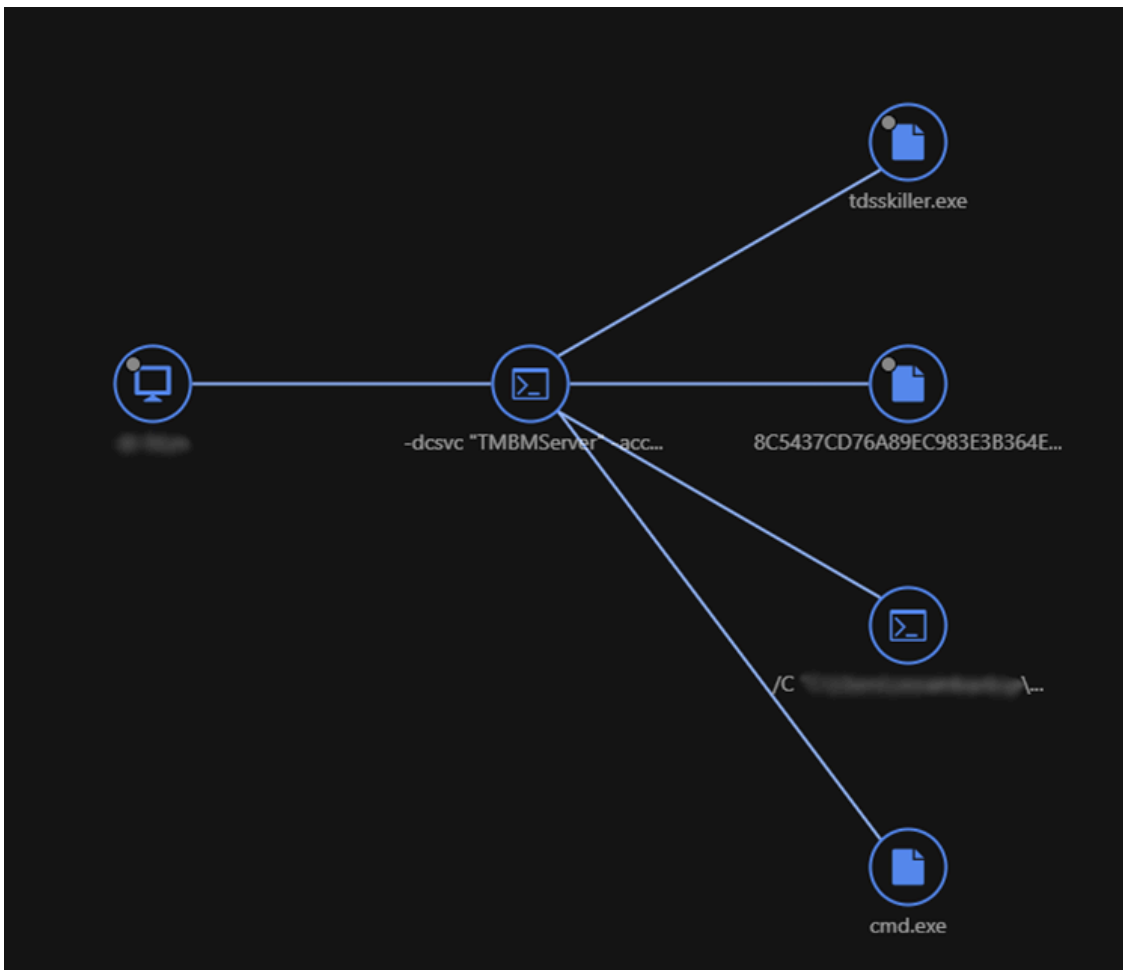 tdsskiller.exe
-dcsvc "TMBMServer" -acc...
8C5437CD76A89EC983E3B364E...
/C \...
cmd.exe